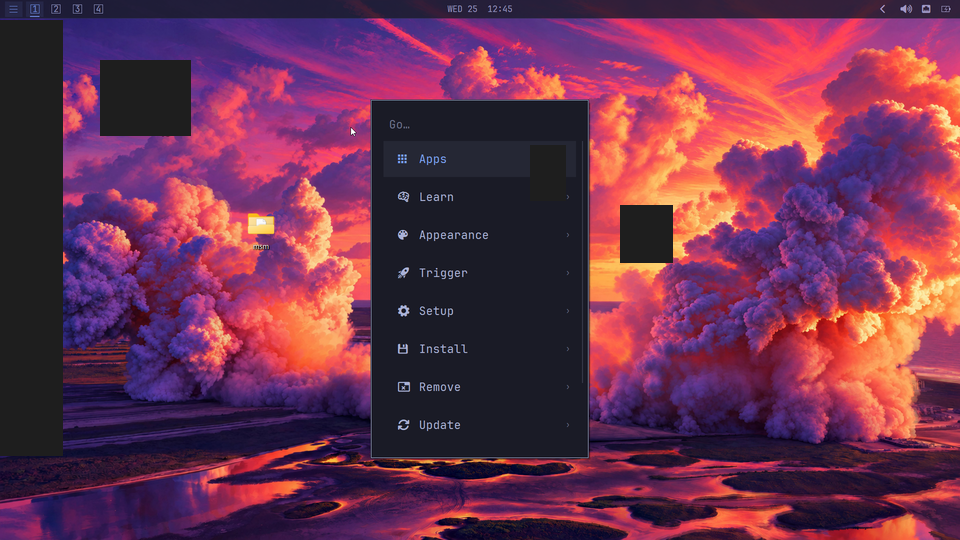 1 2 3 4
WED 25 12:45
Go…
Apps
Learn
Appearance
Trigger
Setup
Install
Remove
Update